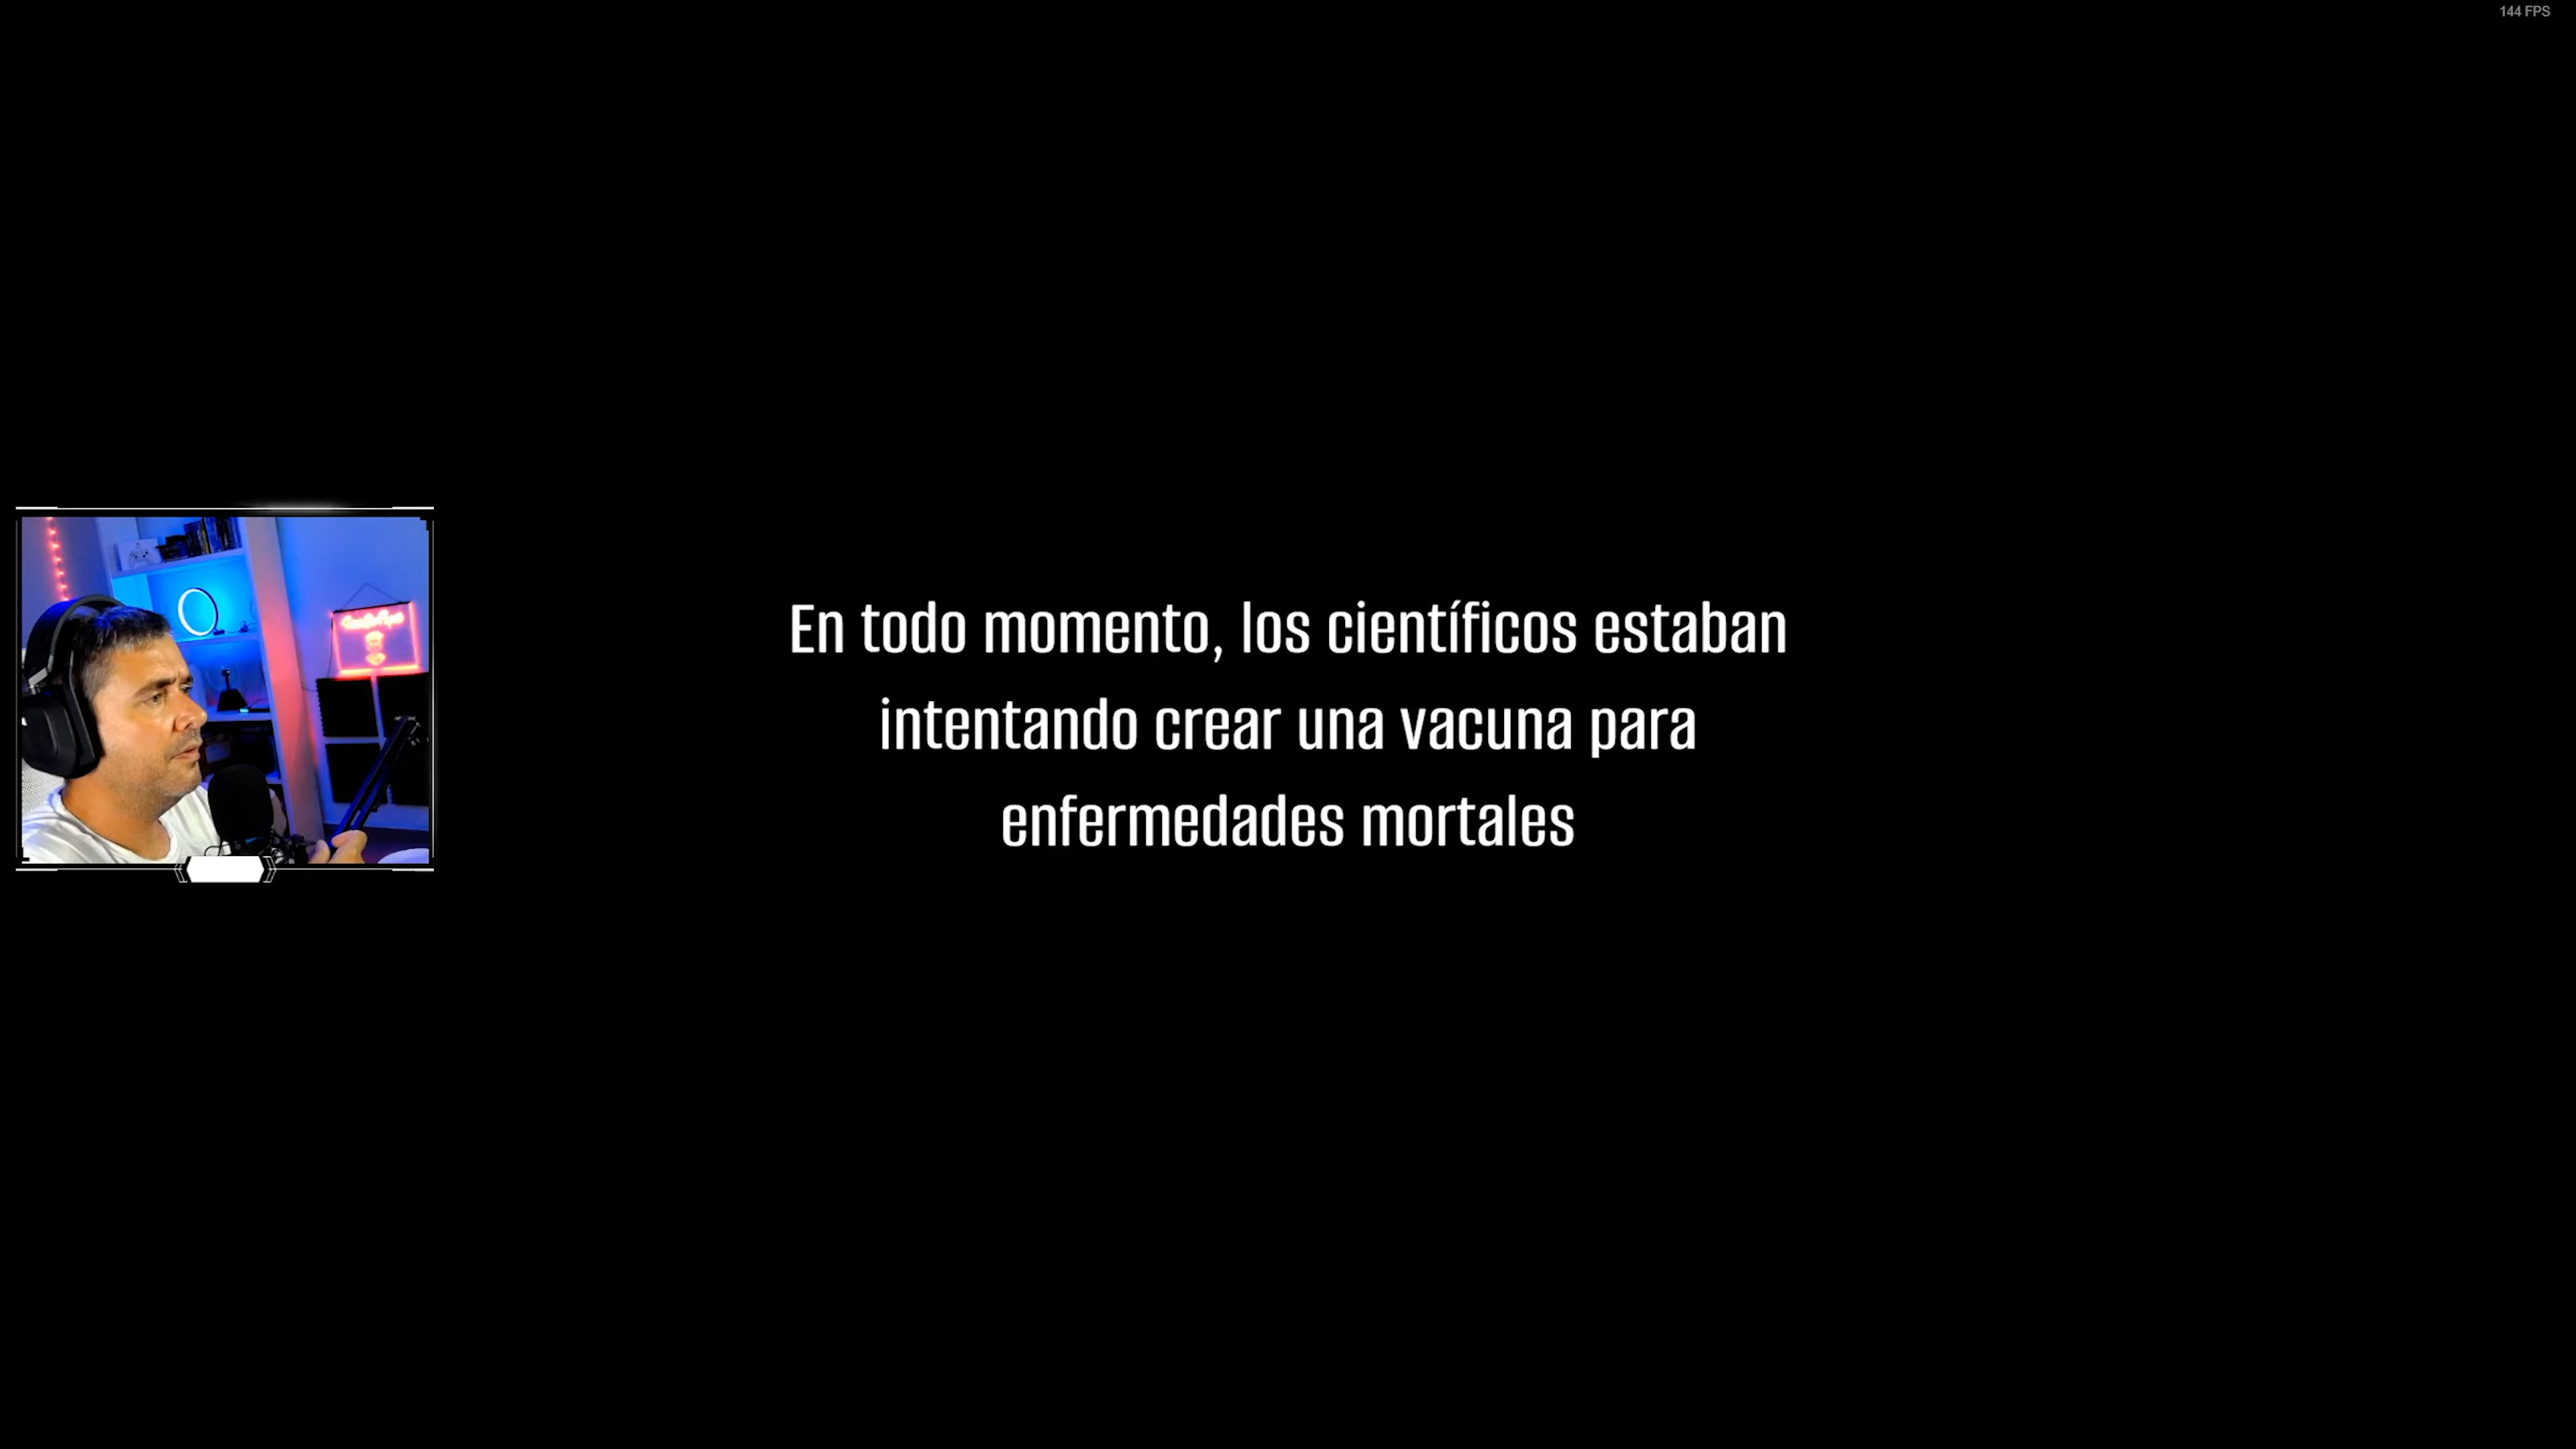 144 FPS
En todo momento, los científicos estaban
intentando crear una vacuna para
enfermedades mortales